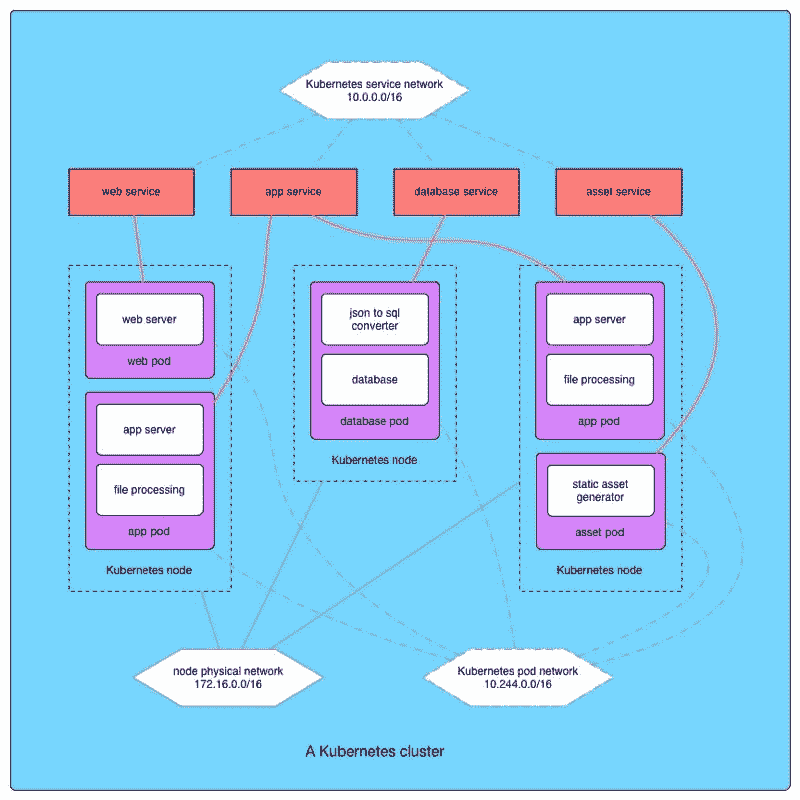 Kubernetes service network
10.0.0.0/16
web service
app service
database service
asset service
web server
web pod
app server
file processing
app pod
Kubernetes node
json to sql
converter
database
database pod
Kubernetes node
app server
file processing
app pod
static asset
generator
asset pod
Kubernetes node
node physical network
172.16.0.0/16
Kubernetes pod network
10.244.0.0/16
A Kubernetes cluster